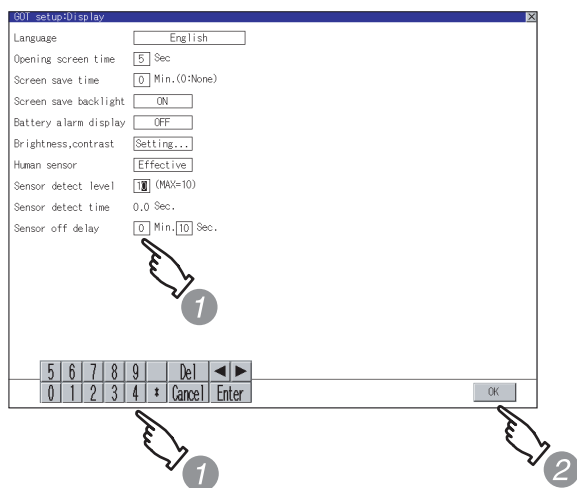 GOT setup:Display
Language English
Opening screen time 5 Sec
Screen save time 0 Min.(0:None)
Screen save backlight ON
Battery alarm display OFF
Brightness,contrast Setting...
Human sensor Effective
Sensor detect level 10 (MAX=10)
Sensor detect time 0.0 Sec.
Sensor off delay 0 Min. 10 Sec.
1
5 6 7 8 9 Del ◀ ▶
0 1 2 3 4 Cancel Enter
OK
1
2